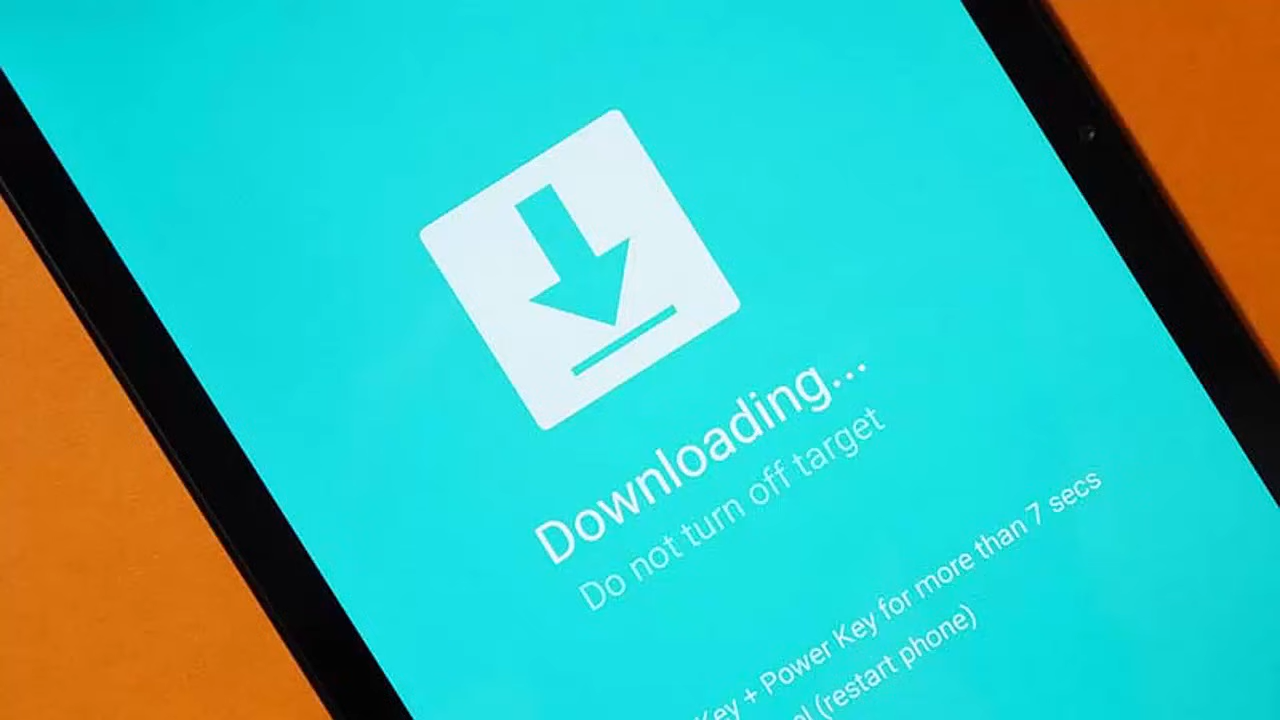 Downloading...
Do not turn off target
Key + Power Key for more than 7 secs
(restart phone)